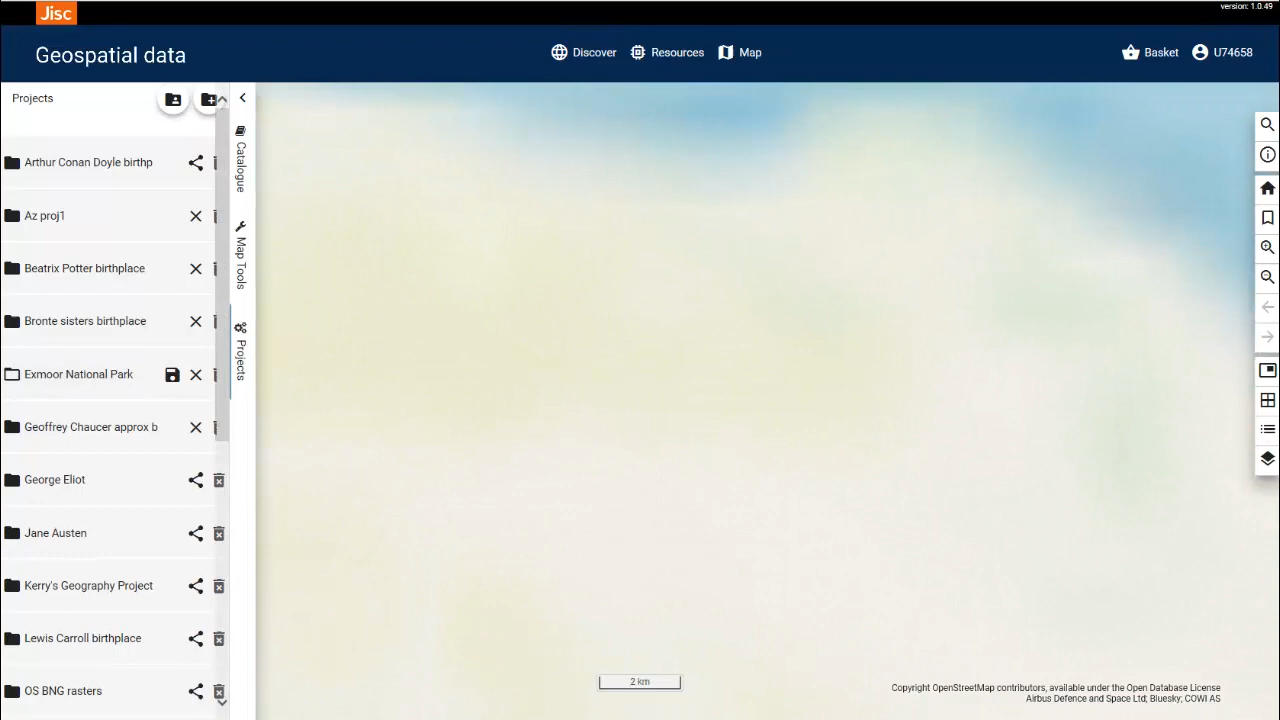 Jisc
version: 1.0.49
Geospatial data
Discover
Resources
Map
Basket
U74658
Projects
Arthur Conan Doyle birthp
Az proj1
Beatrix Potter birthplace
Bronte sisters birthplace
Exmoor National Park
Geoffrey Chaucer approx b
George Eliot
Jane Austen
Kerry's Geography Project
Lewis Carroll birthplace
OS BNG rasters
Catalogue
Map Tools
Projects
2 km
Copyright OpenStreetMap contributors, available under the Open Database License
Airbus Defence and Space Ltd; Bluesky; COWI AS